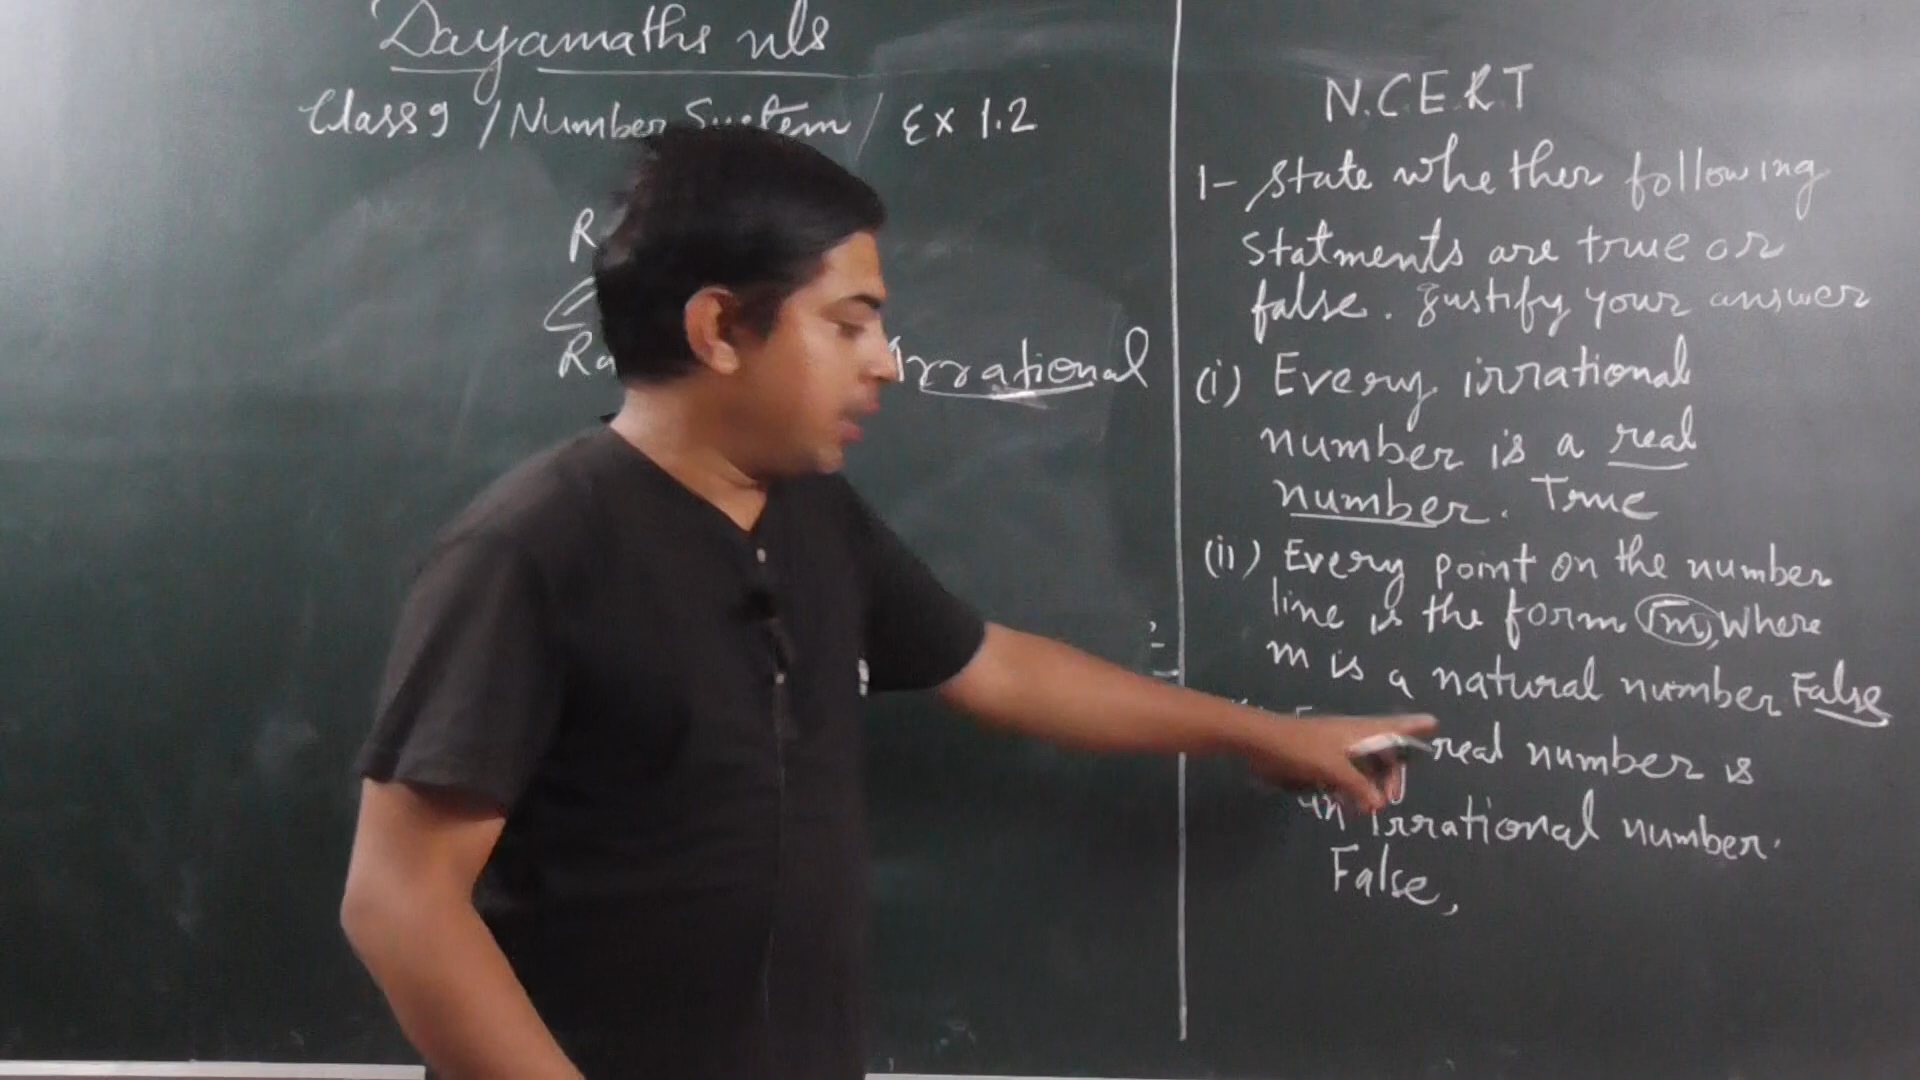 Dayamaths nls
Class 9 / Number System / Ex 1.2
Irrational
N.C.E.R.T
1- State whether following
Statments are true or
false. Justify your answer
(i) Every irrational
number is a real
number. True
(ii) Every point on the number
line is the form √m, where
m is a natural number False
real number is
an Irrational number.
False,